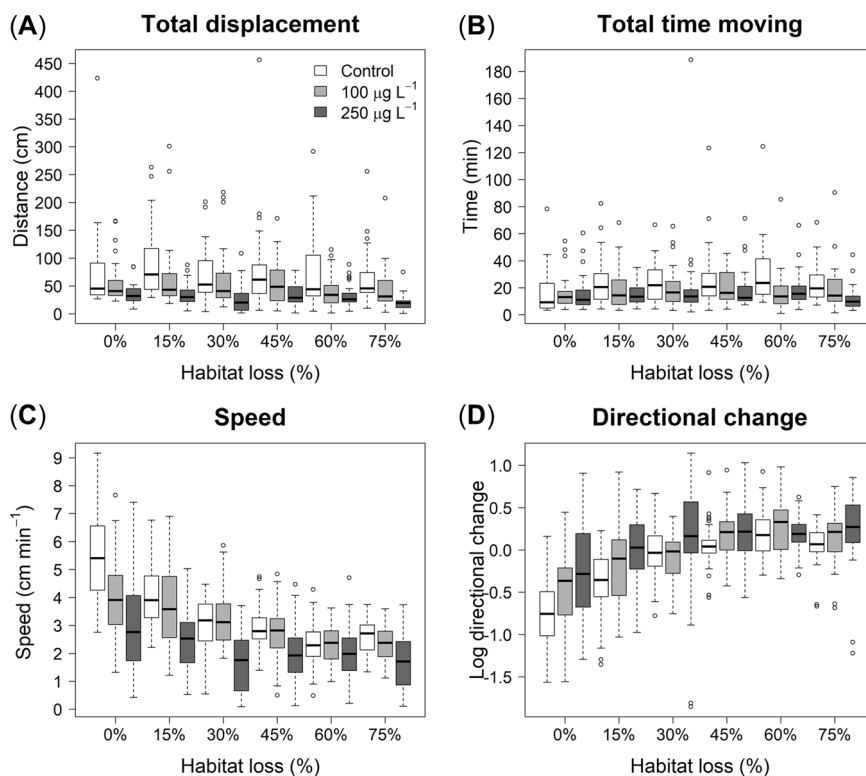 (A) Total displacement
450
400
350
300
250
200
150
100
50
0
Distance (cm)
Control
100 μg L⁻¹
250 μg L⁻¹
0% 15% 30% 45% 60% 75%
Habitat loss (%)
(B) Total time moving
180
160
140
120
100
80
60
40
20
0
Time (min)
0% 15% 30% 45% 60% 75%
Habitat loss (%)
(C) Speed
9
8
7
6
5
4
3
2
1
0
Speed (cm min⁻¹)
0% 15% 30% 45% 60% 75%
Habitat loss (%)
(D) Directional change
1.0
0.5
0.0
-0.5
-1.0
-1.5
Log directional change
0% 15% 30% 45% 60% 75%
Habitat loss (%)